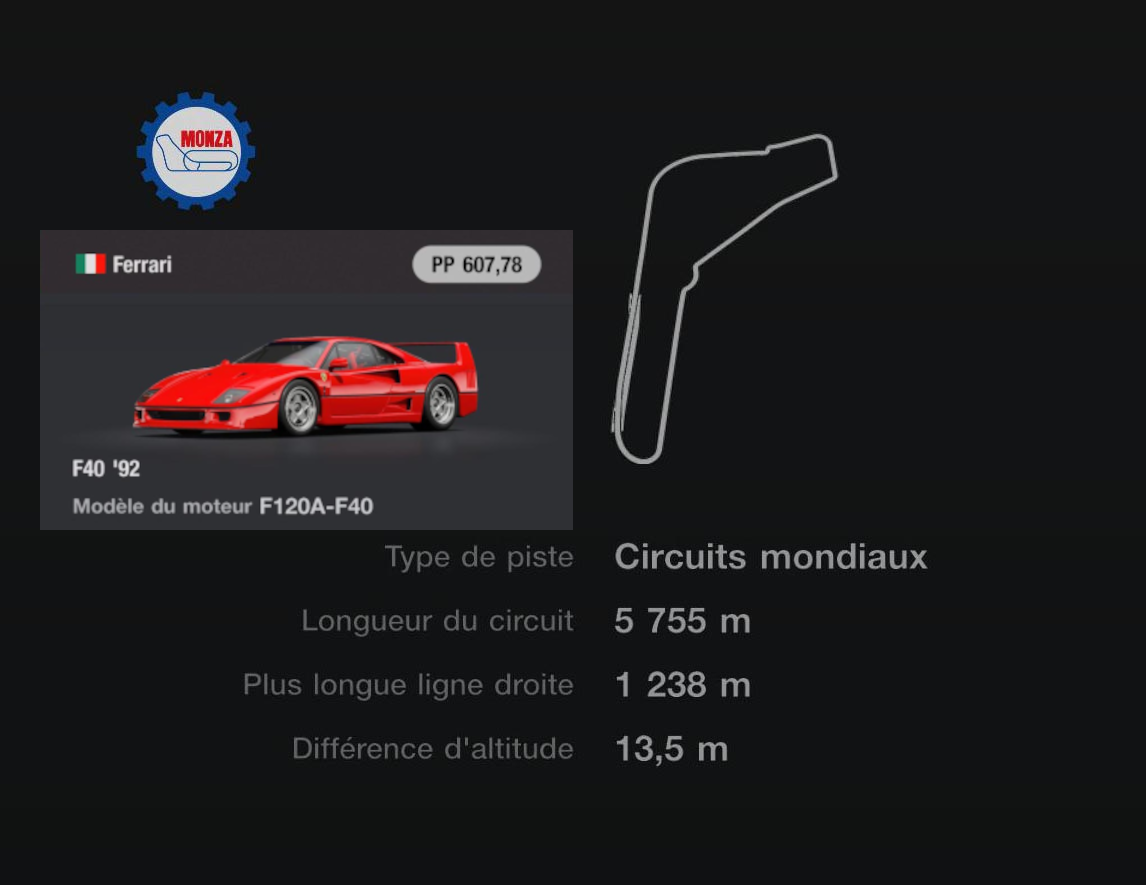 MONZA
Ferrari
PP 607,78
F40 '92
Modèle du moteur F120A-F40
Type de piste Circuits mondiaux
Longueur du circuit 5 755 m
Plus longue ligne droite 1 238 m
Différence d'altitude 13,5 m